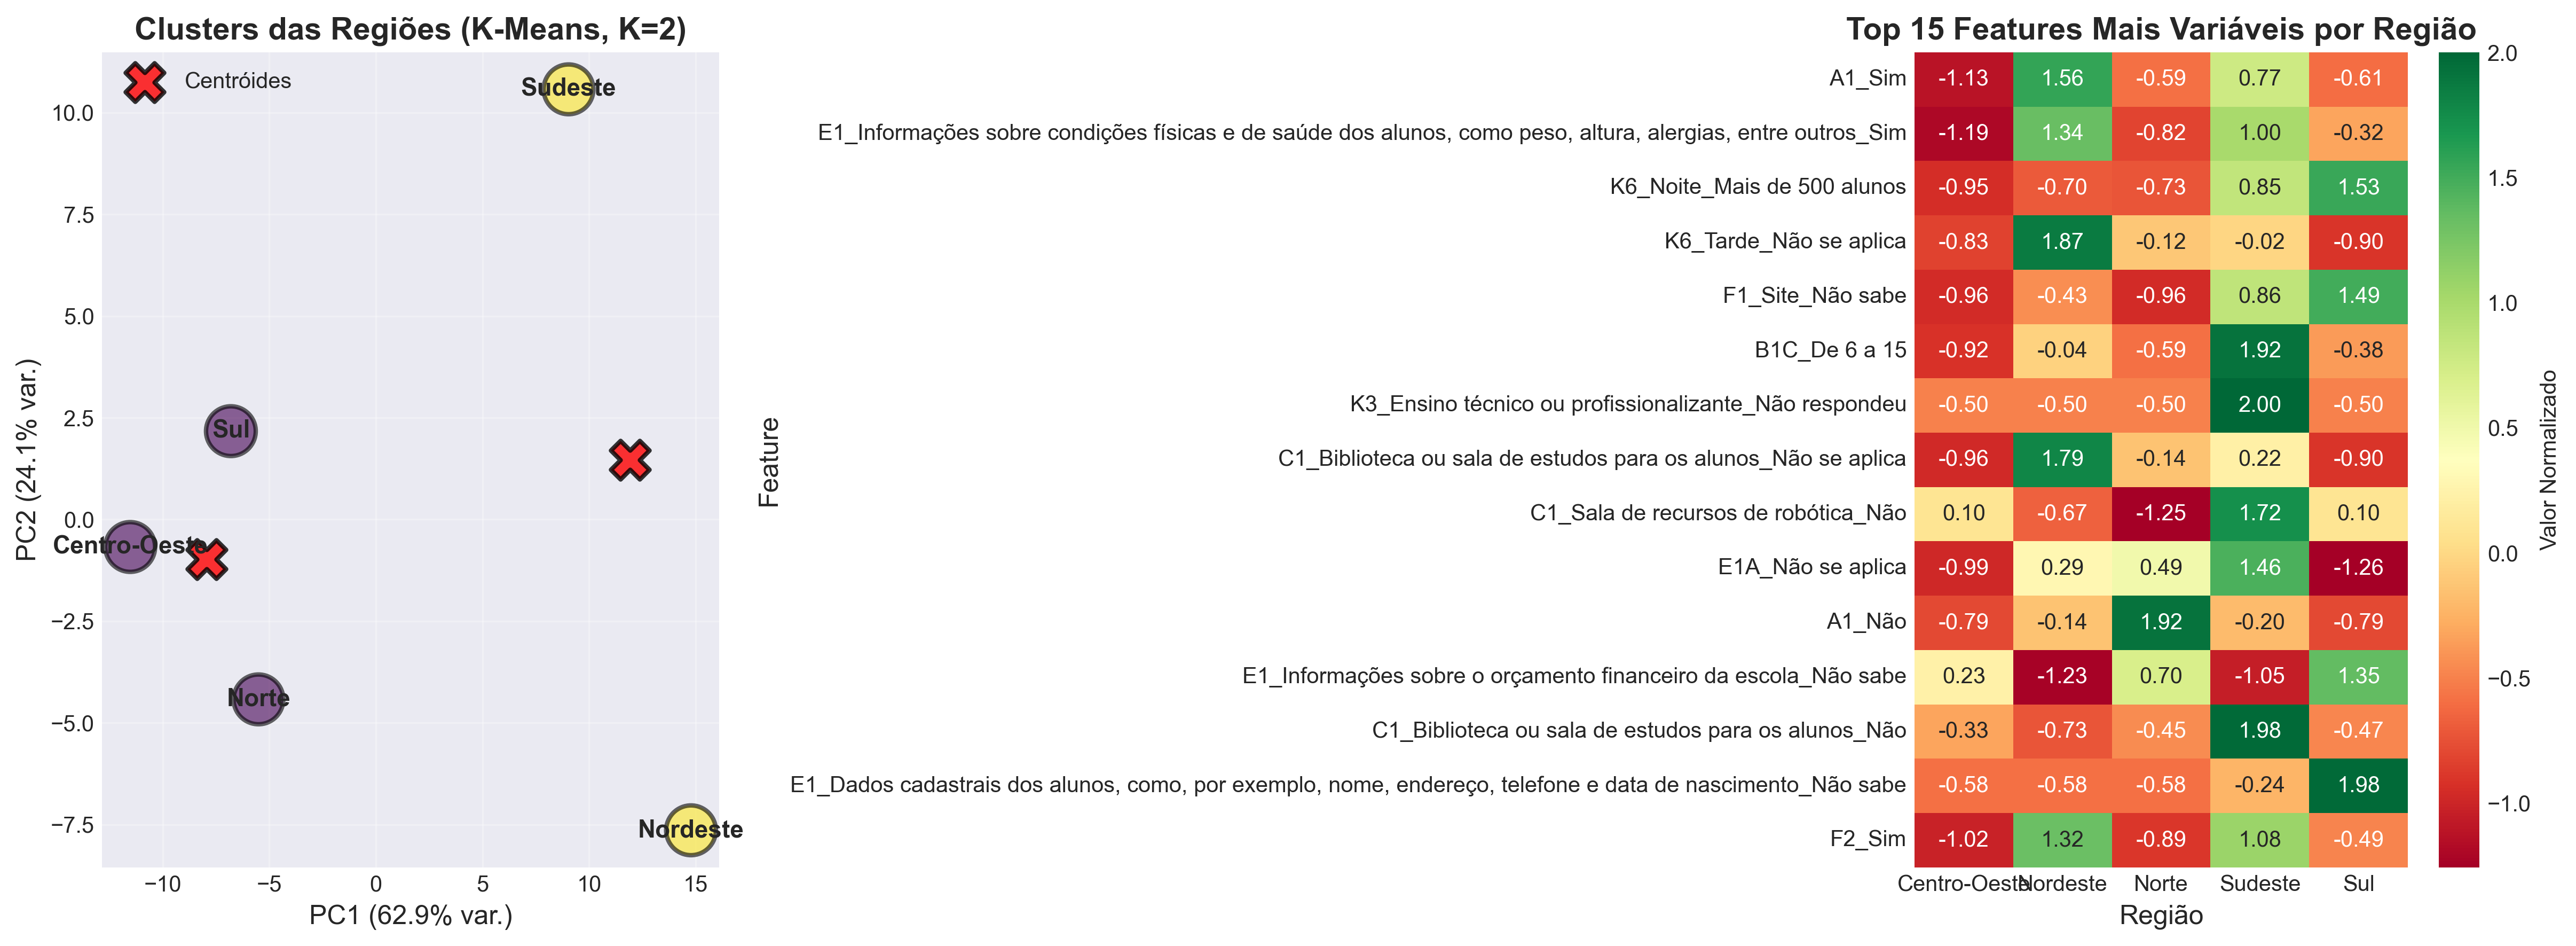 Clusters das Regiões (K-Means, K=2)
Centróides
Sudeste
Sul
Centro-Oeste
Norte
Nordeste
10.0
7.5
5.0
2.5
0.0
−2.5
−5.0
−7.5
PC2 (24.1% var.)
−10 −5 0 5 10 15
PC1 (62.9% var.)
Top 15 Features Mais Variáveis por Região
Feature
A1_Sim -1.13 1.56 -0.59 0.77 -0.61
E1_Informações sobre condições físicas e de saúde dos alunos, como peso, altura, alergias, entre outros_Sim -1.19 1.34 -0.82 1.00 -0.32
K6_Noite_Mais de 500 alunos -0.95 -0.70 -0.73 0.85 1.53
K6_Tarde_Não se aplica -0.83 1.87 -0.12 -0.02 -0.90
F1_Site_Não sabe -0.96 -0.43 -0.96 0.86 1.49
B1C_De 6 a 15 -0.92 -0.04 -0.59 1.92 -0.38
K3_Ensino técnico ou profissionalizante_Não respondeu -0.50 -0.50 -0.50 2.00 -0.50
C1_Biblioteca ou sala de estudos para os alunos_Não se aplica -0.96 1.79 -0.14 0.22 -0.90
C1_Sala de recursos de robótica_Não 0.10 -0.67 -1.25 1.72 0.10
E1A_Não se aplica -0.99 0.29 0.49 1.46 -1.26
A1_Não -0.79 -0.14 1.92 -0.20 -0.79
E1_Informações sobre o orçamento financeiro da escola_Não sabe 0.23 -1.23 0.70 -1.05 1.35
C1_Biblioteca ou sala de estudos para os alunos_Não -0.33 -0.73 -0.45 1.98 -0.47
E1_Dados cadastrais dos alunos, como, por exemplo, nome, endereço, telefone e data de nascimento_Não sabe -0.58 -0.58 -0.58 -0.24 1.98
F2_Sim -1.02 1.32 -0.89 1.08 -0.49
Centro-Oeste Nordeste Norte Sudeste Sul
Região
2.0
1.5
1.0
0.5
0.0
−0.5
−1.0
Valor Normalizado